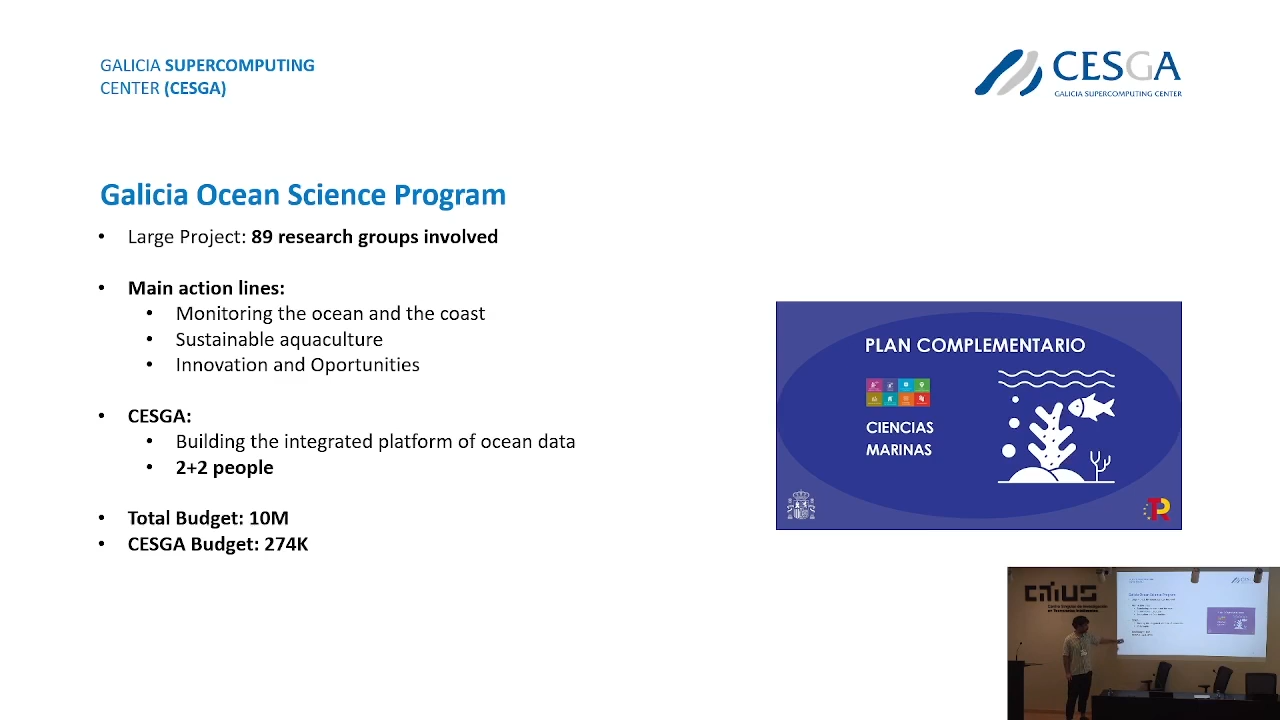 GALICIA SUPERCOMPUTING
CENTER (CESGA)
CESGA
GALICIA SUPERCOMPUTING CENTER
Galicia Ocean Science Program
• Large Project: 89 research groups involved
• Main action lines:
• Monitoring the ocean and the coast
• Sustainable aquaculture
• Innovation and Oportunities
• CESGA:
• Building the integrated platform of ocean data
• 2+2 people
• Total Budget: 10M
• CESGA Budget: 274K
PLAN COMPLEMENTARIO
CIENCIAS
MARINAS
CiTIUS